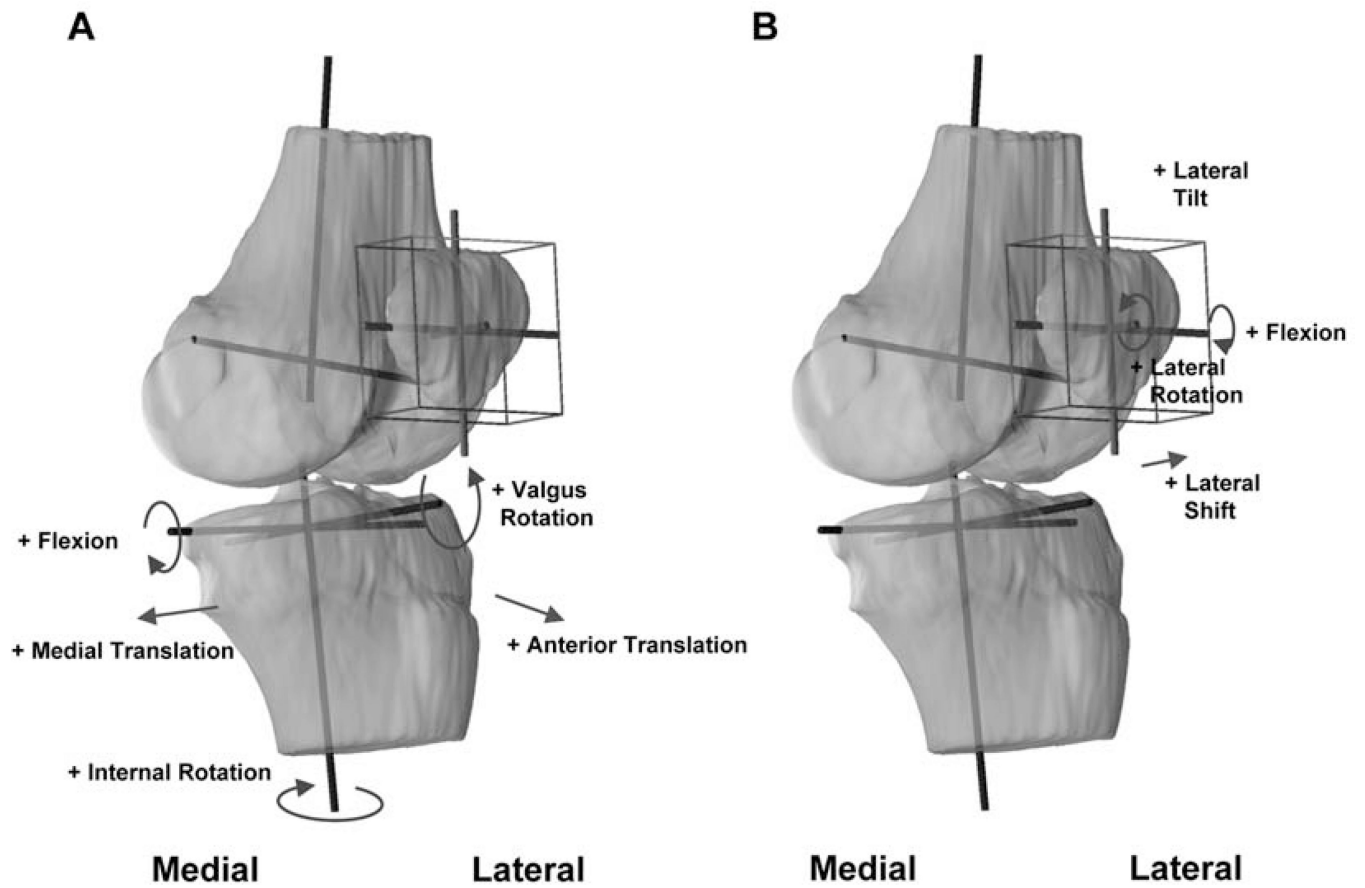 A
B
+ Lateral
Tilt
+ Flexion
+ Lateral
Rotation
+ Valgus
Rotation
+ Lateral
Shift
+ Flexion
+ Medial Translation
+ Anterior Translation
+ Internal Rotation
Medial
Lateral
Medial
Lateral